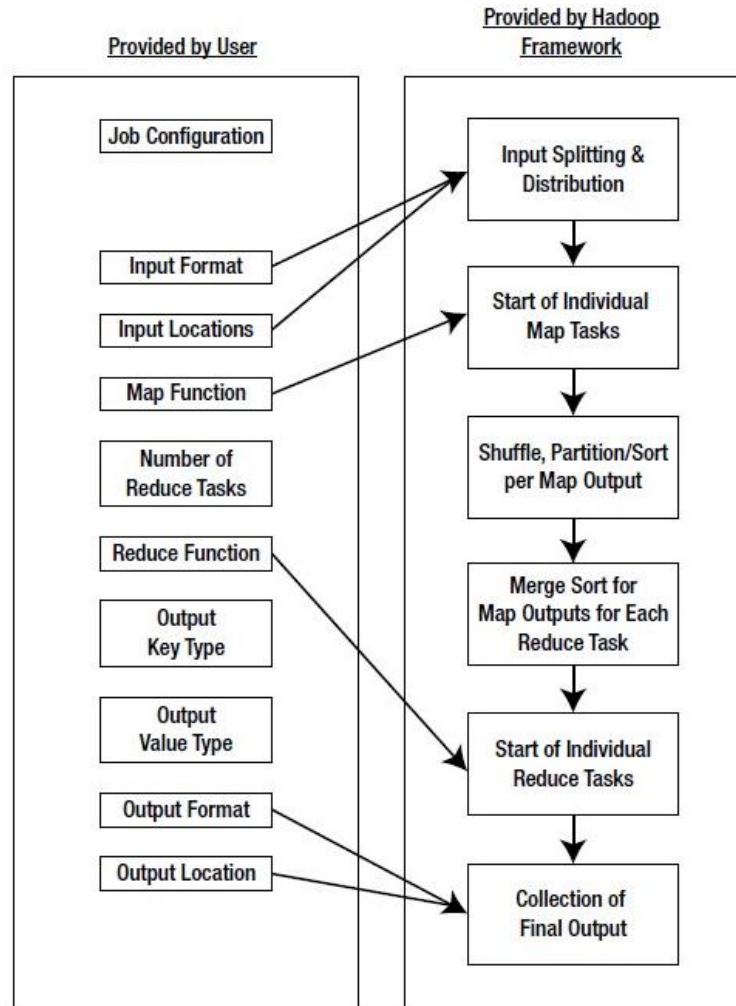 Provided by User
Job Configuration
Input Format
Input Locations
Map Function
Number of
Reduce Tasks
Reduce Function
Output
Key Type
Output
Value Type
Output Format
Output Location
Provided by Hadoop
Framework
Input Splitting &
Distribution
Start of Individual
Map Tasks
Shuffle, Partition/Sort
per Map Output
Merge Sort for
Map Outputs for Each
Reduce Task
Start of Individual
Reduce Tasks
Collection of
Final Output